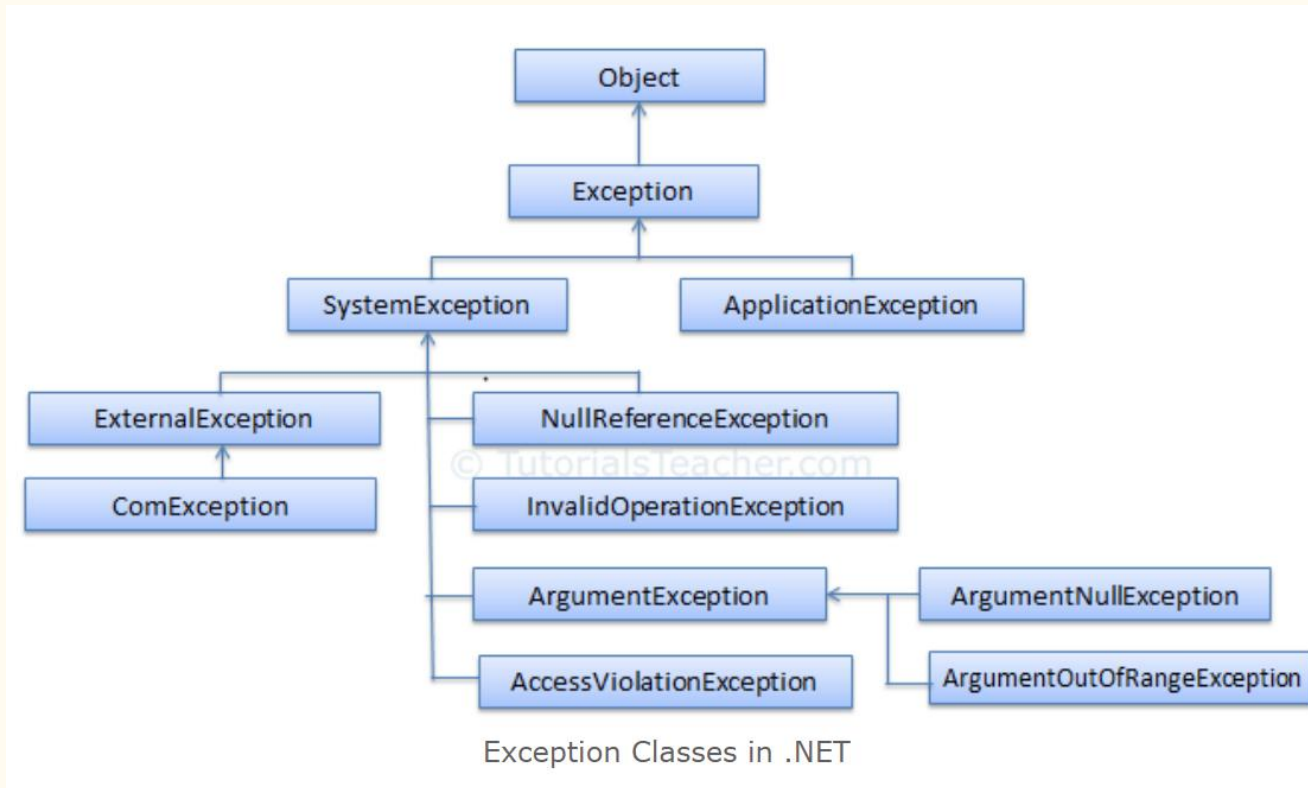 Object
Exception
SystemException
ApplicationException
ExternalException
NullReferenceException
© TutorialsTeacher.com
ComException
InvalidOperationException
ArgumentException
ArgumentNullException
AccessViolationException
ArgumentOutOfRangeException
Exception Classes in .NET